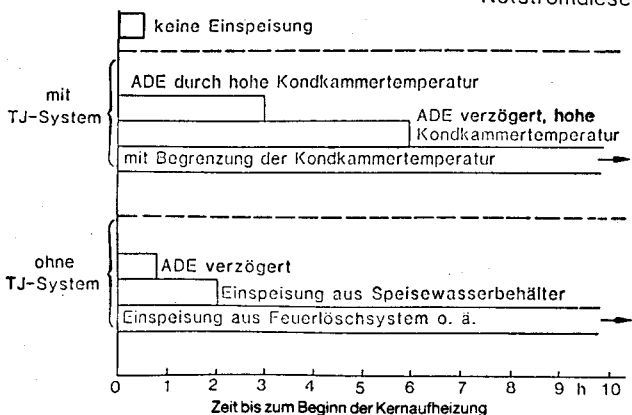 Notstromdiese
keine Einspeisung
mit
TJ-System
ADE durch hohe Kondkammertemperatur
ADE verzögert, hohe
Kondkammertemperatur
mit Begrenzung der Kondkammertemperatur
ohne
TJ-System
ADE verzögert
Einspeisung aus Speisewasserbehälter
Einspeisung aus Feuerlöschsystem o. ä.
0 1 2 3 4 5 6 7 8 9 h 10
Zeit bis zum Beginn der Kernaufheizung